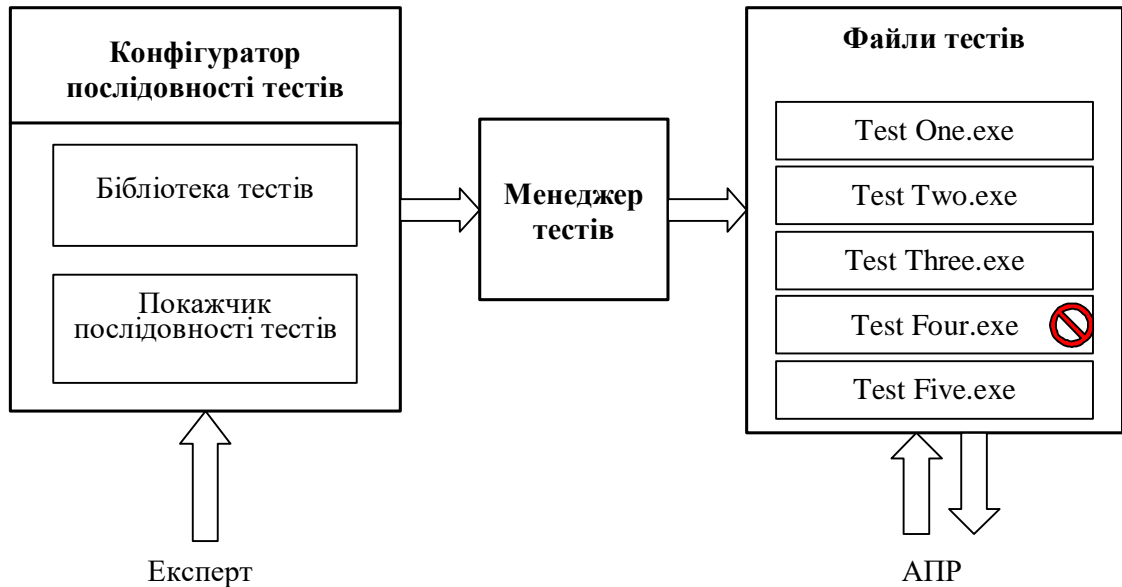 Конфігуратор
послідовності тестів
Бібліотека тестів
Покажчик
послідовності тестів
Експерт
Менеджер
тестів
Файли тестів
Test One.exe
Test Two.exe
Test Three.exe
Test Four.exe
Test Five.exe
АПР